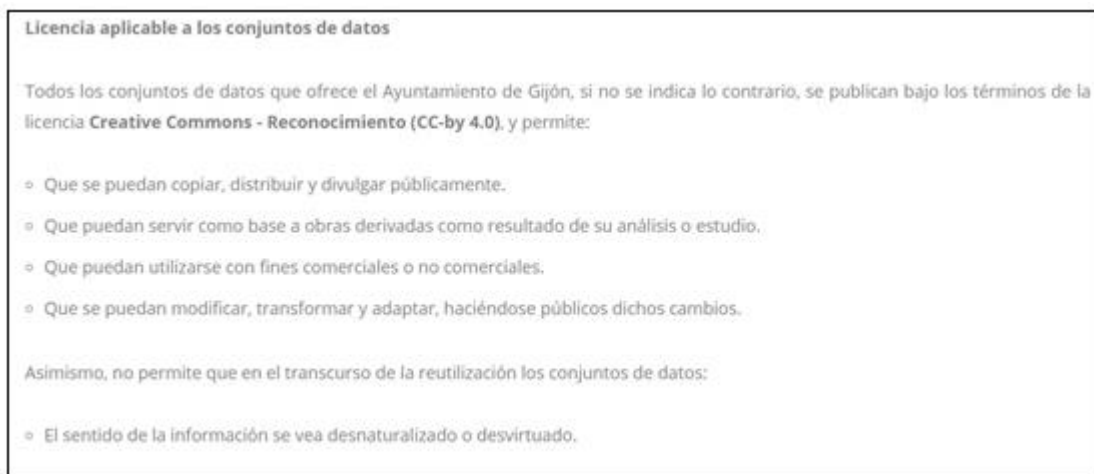 Licencia aplicable a los conjuntos de datos
Todos los conjuntos de datos que ofrece el Ayuntamiento de Gijón, si no se indica lo contrario, se publican bajo los términos de la
licencia Creative Commons - Reconocimiento (CC-by 4.0), y permite:
◦ Que se puedan copiar, distribuir y divulgar públicamente.
◦ Que puedan servir como base a obras derivadas como resultado de su análisis o estudio.
◦ Que puedan utilizarse con fines comerciales o no comerciales.
◦ Que se puedan modificar, transformar y adaptar, haciéndose públicos dichos cambios.
Asimismo, no permite que en el transcurso de la reutilización los conjuntos de datos:
◦ El sentido de la información se vea desnaturalizado o desvirtuado.